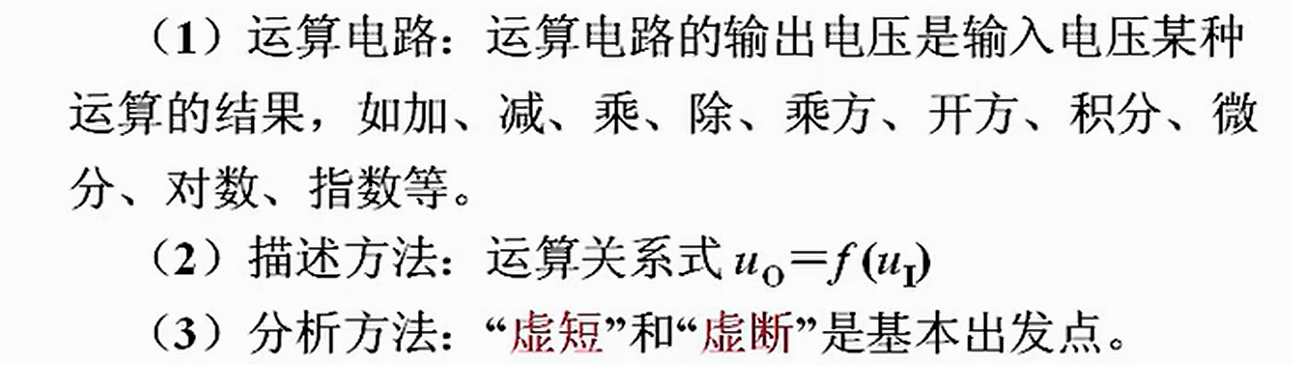 （1）运算电路：运算电路的输出电压是输入电压某种
运算的结果，如加、减、乘、除、乘方、开方、积分、微
分、对数、指数等。
（2）描述方法：运算关系式 uO＝f (uI)
（3）分析方法：“虚短”和“虚断”是基本出发点。